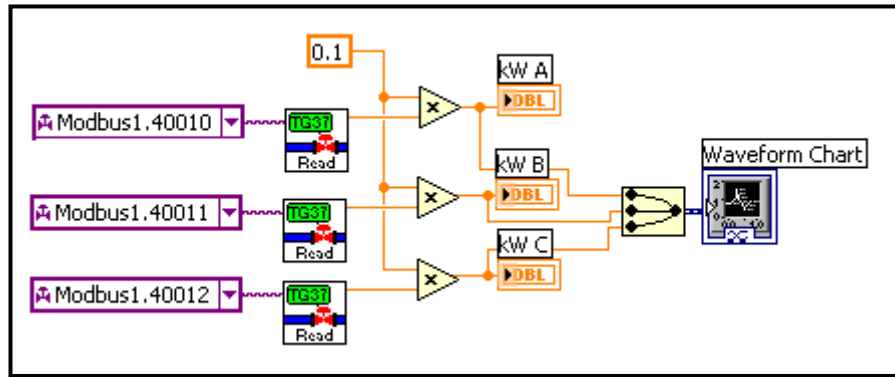 0.1
kW A
DBL
Modbus1.40010
TG37
Read
kW B
DBL
Waveform Chart
Modbus1.40011
TG37
Read
kW C
DBL
Modbus1.40012
TG37
Read